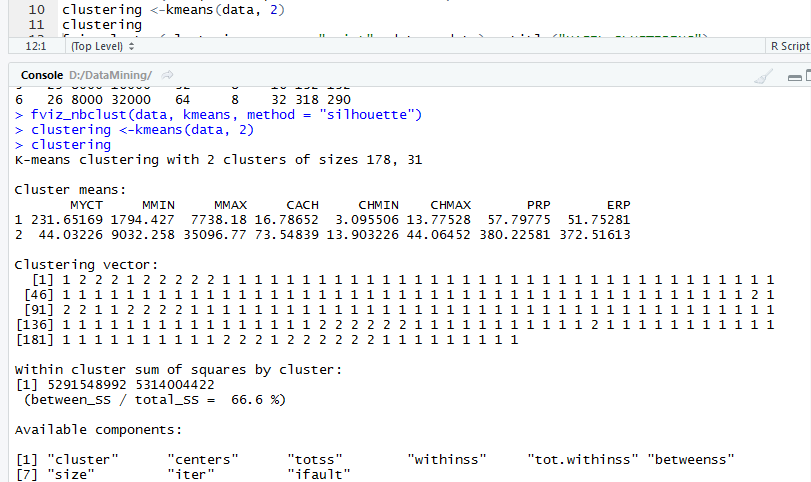 10 clustering <-kmeans(data, 2)
11 clustering
12:1 (Top Level) R Scrip
Console D:/DataMining/
6 26 8000 32000 64 8 32 318 290
> fviz_nbclust(data, kmeans, method = "silhouette")
> clustering <-kmeans(data, 2)
> clustering
K-means clustering with 2 clusters of sizes 178, 31
Cluster means:
MYCT MMIN MMAX CACH CHMIN CHMAX PRP ERP
1 231.65169 1794.427 7738.18 16.78652 3.095506 13.77528 57.79775 51.75281
2 44.03226 9032.258 35096.77 73.54839 13.903226 44.06452 380.22581 372.51613
Clustering vector:
[1] 1 2 2 2 1 2 2 2 2 2 1 1 1 1 1 1 1 1 1 1 1 1 1 1 1 1 1 1 1 1 1 1 1 1 1 1 1 1 1 1 1 1 1 1 1
[46] 1 1 1 1 1 1 1 1 1 1 1 1 1 1 1 1 1 1 1 1 1 1 1 1 1 1 1 1 1 1 1 1 1 1 1 1 1 1 1 1 1 1 1 2 1
[91] 2 2 1 1 2 2 2 2 1 1 1 1 1 1 1 1 1 1 1 1 1 1 1 1 1 1 1 1 1 1 1 1 1 1 1 1 1 1 1 1 1 1 1 1 1
[136] 1 1 1 1 1 1 1 1 1 1 1 1 1 1 1 1 2 2 2 2 2 2 1 1 1 1 1 1 1 1 1 1 1 2 1 1 1 1 1 1 1 1 1 1 1
[181] 1 1 1 1 1 1 1 1 1 1 2 2 2 1 2 2 2 2 2 2 1 1 1 1 1 1 1 1 1
Within cluster sum of squares by cluster:
[1] 5291548992 5314004422
(between_SS / total_SS = 66.6 %)
Available components:
[1] "cluster" "centers" "totss" "withinss" "tot.withinss" "betweenss"
[7] "size" "iter" "ifault"